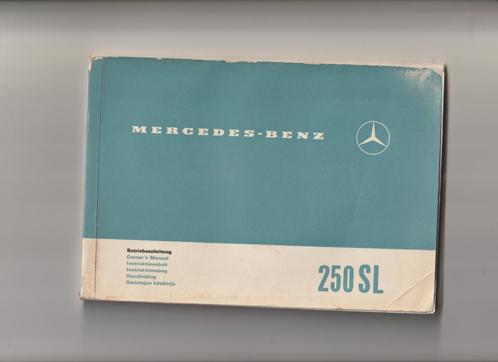 MERCEDES-BENZ
Betriebsanleitung
Owner's Manual
Instruktionsbok
Instruktionsbog
Handleiding
Omistajan käsikirja
250 SL